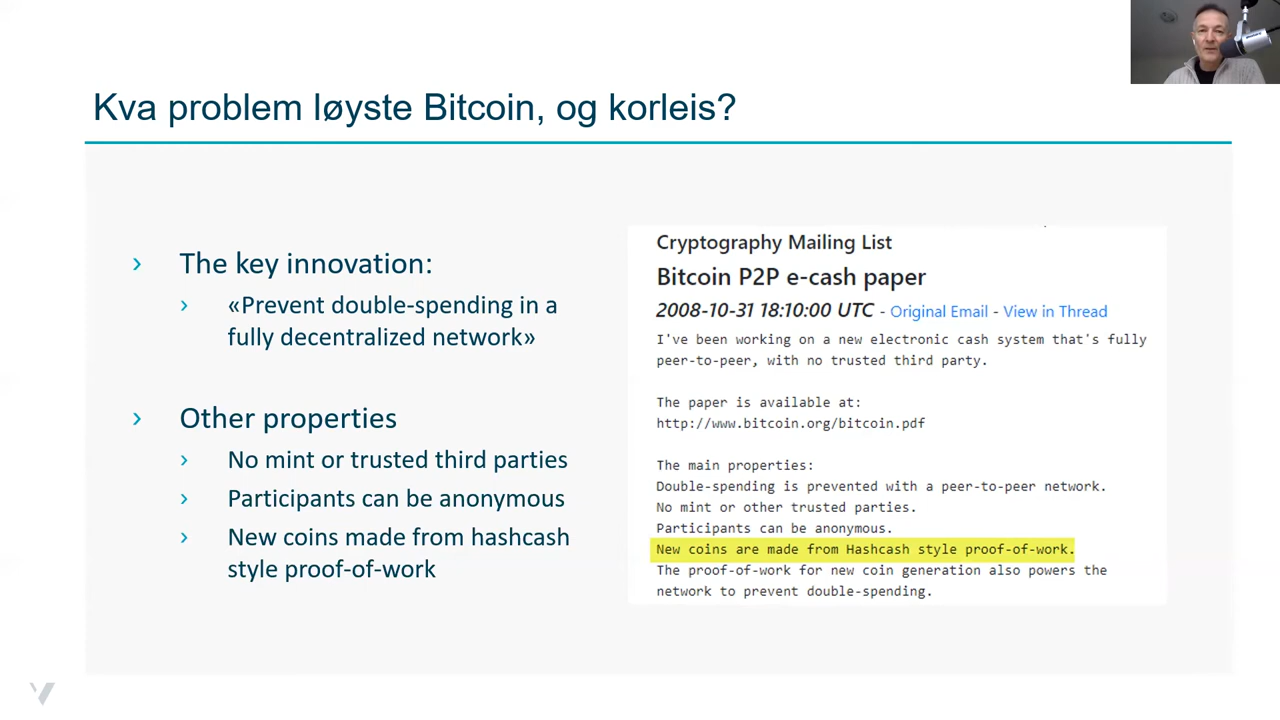 Kva problem løyste Bitcoin, og korleis?
The key innovation:
«Prevent double-spending in a
fully decentralized network»
Other properties
No mint or trusted third parties
Participants can be anonymous
New coins made from hashcash
style proof-of-work
Cryptography Mailing List
Bitcoin P2P e-cash paper
2008-10-31 18:10:00 UTC - Original Email - View in Thread
I've been working on a new electronic cash system that's fully
peer-to-peer, with no trusted third party.
The paper is available at:
http://www.bitcoin.org/bitcoin.pdf
The main properties:
Double-spending is prevented with a peer-to-peer network.
No mint or other trusted parties.
Participants can be anonymous.
New coins are made from Hashcash style proof-of-work.
The proof-of-work for new coin generation also powers the
network to prevent double-spending.